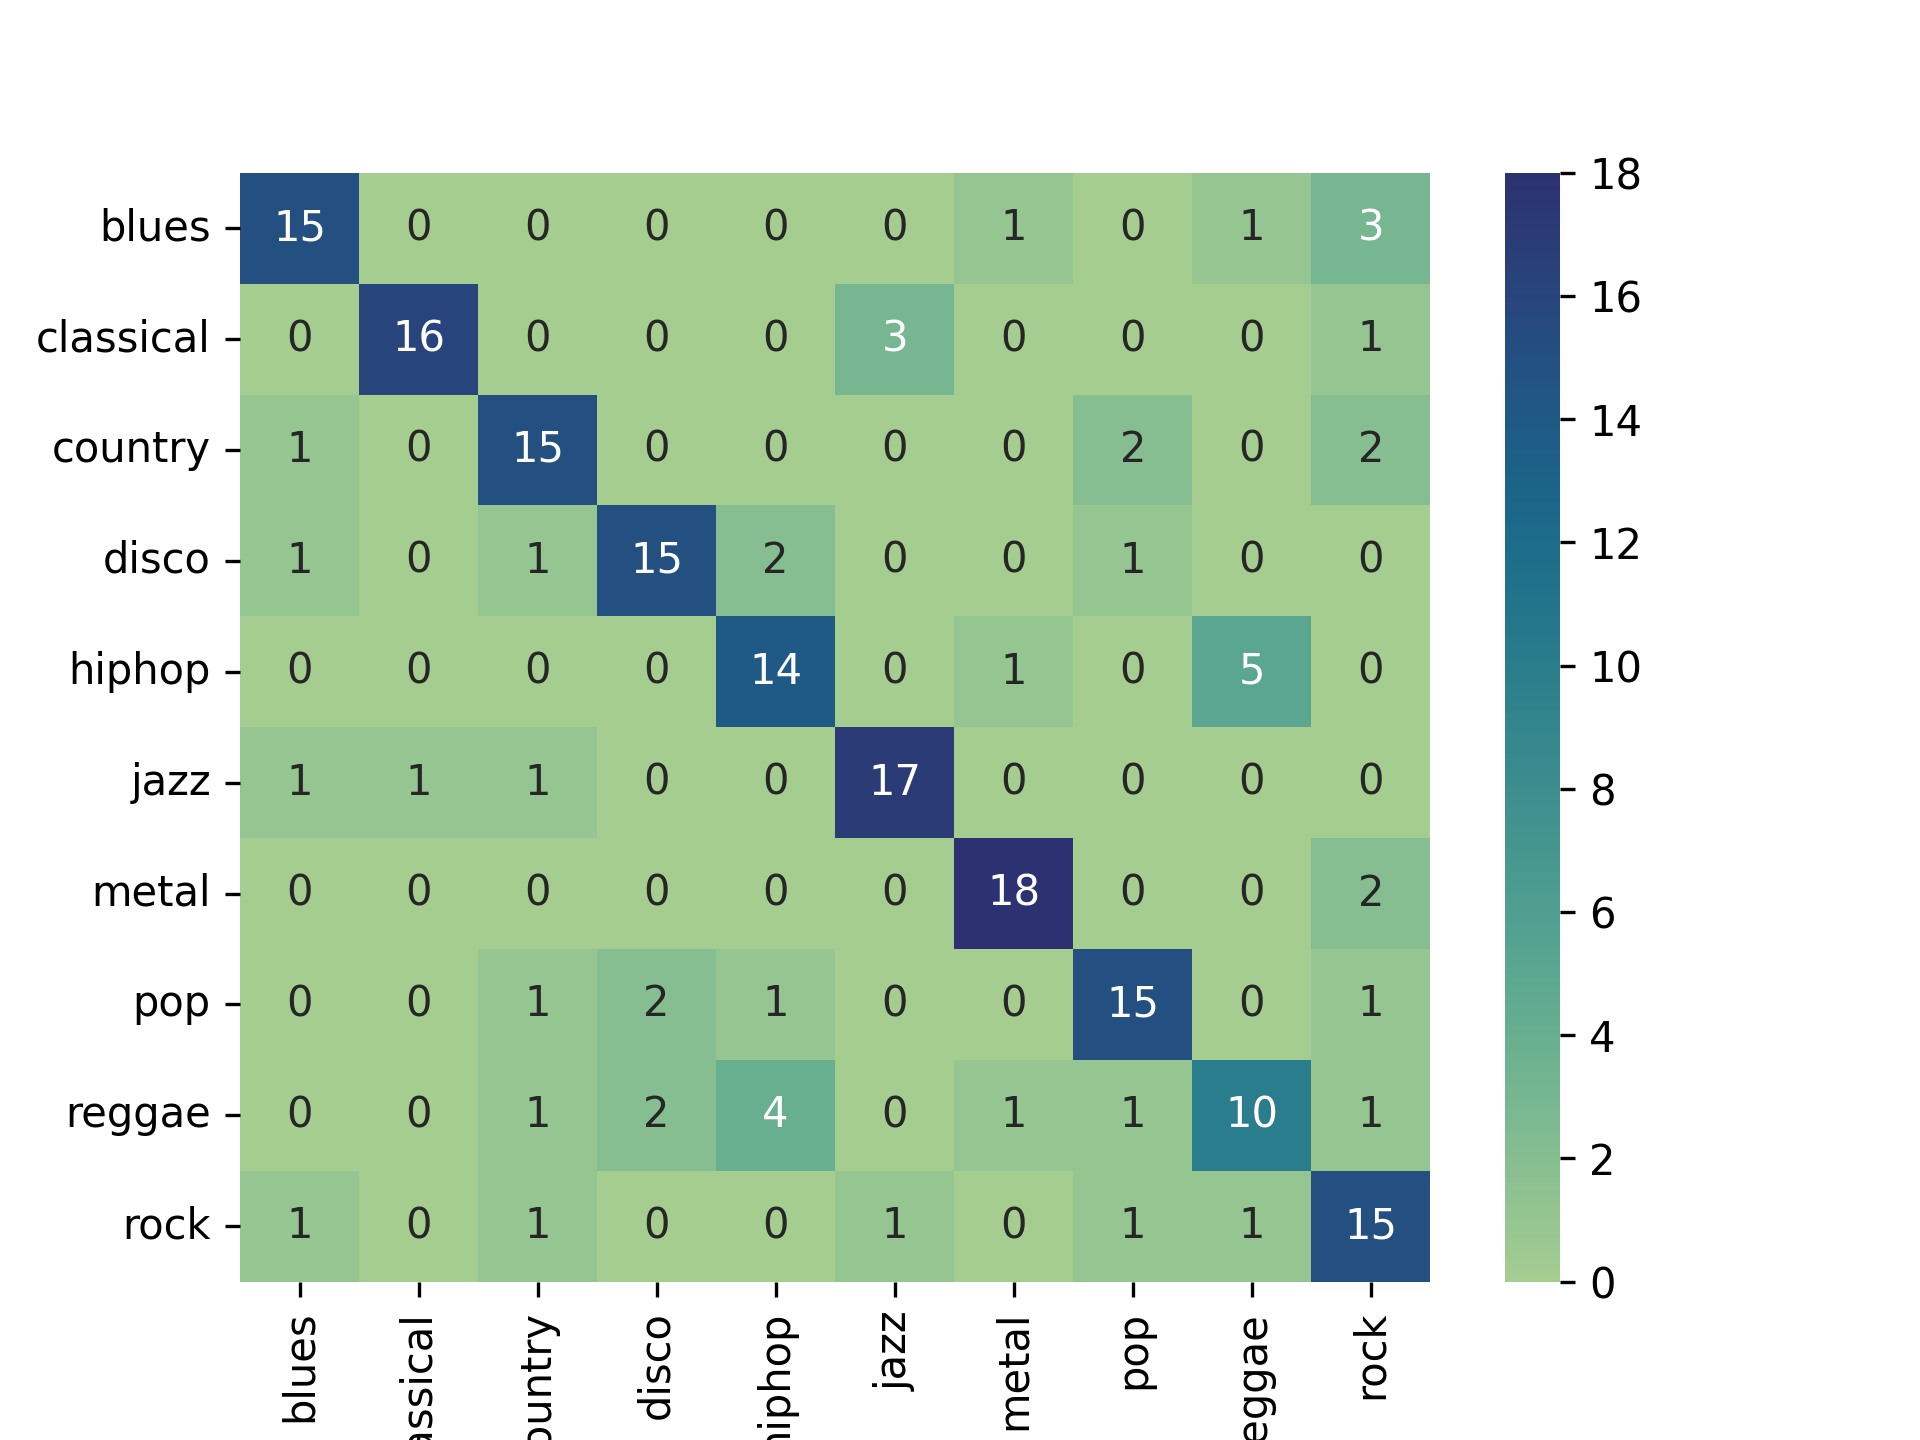 blues 15 0 0 0 0 0 1 0 1 3
classical 0 16 0 0 0 3 0 0 0 1
country 1 0 15 0 0 0 0 2 0 2
disco 1 0 1 15 2 0 0 1 0 0
hiphop 0 0 0 0 14 0 1 0 5 0
jazz 1 1 1 0 0 17 0 0 0 0
metal 0 0 0 0 0 0 18 0 0 2
pop 0 0 1 2 1 0 0 15 0 1
reggae 0 0 1 2 4 0 1 1 10 1
rock 1 0 1 0 0 1 0 1 1 15
blues assical ountry disco hiphop jazz metal pop eggae rock
18
16
14
12
10
8
6
4
2
0